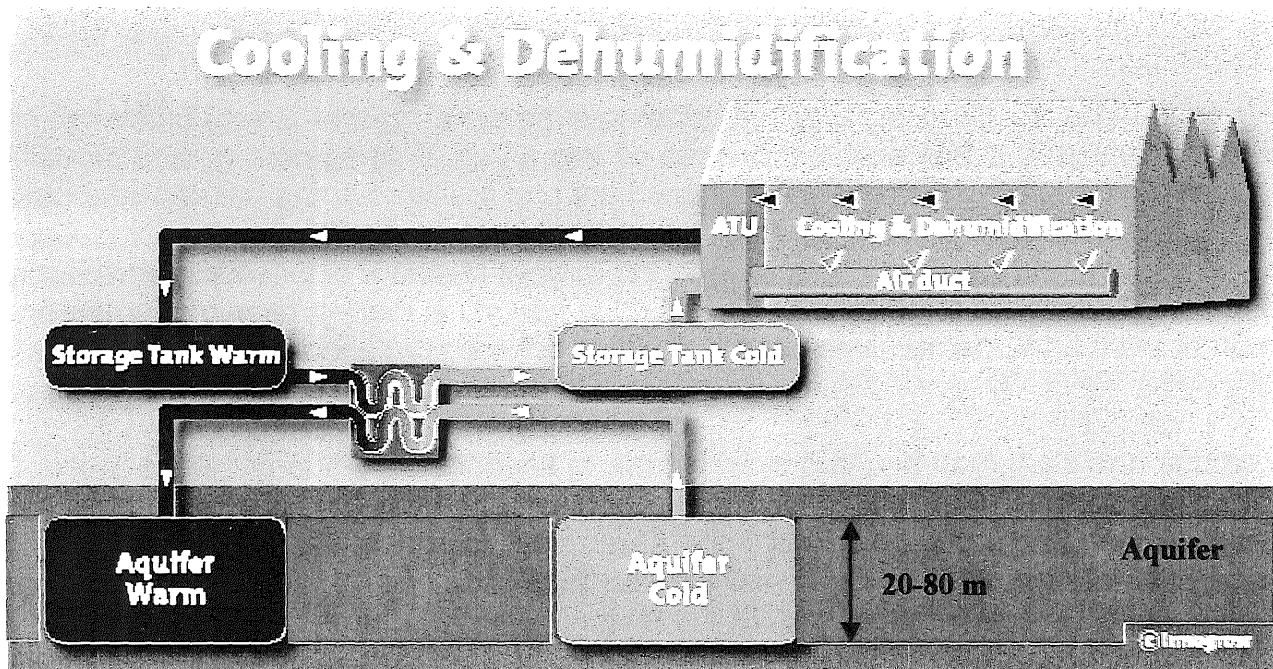 Cooling & Dehumidification
ATU
Cooling & Dehumidification
Air duct
Storage Tank Warm
Storage Tank Cold
Aquifer
Warm
Aquifer
Cold
20-80 m
Aquifer
©Innogrow